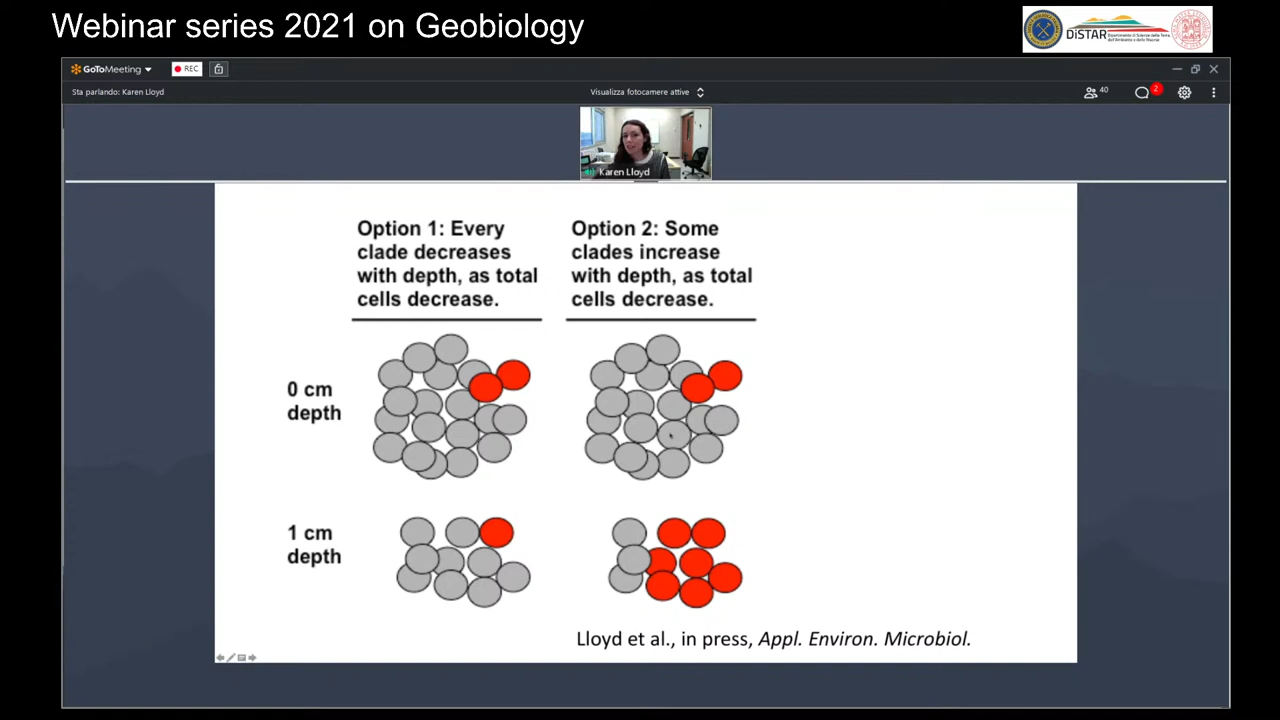 Webinar series 2021 on Geobiology
DiSTAR
GoToMeeting
REC
Sta parlando: Karen Lloyd
Visualizza fotocamere attive
40
2
Karen Lloyd
Option 1: Every
clade decreases
with depth, as total
cells decrease.
Option 2: Some
clades increase
with depth, as total
cells decrease.
0 cm
depth
1 cm
depth
Lloyd et al., in press, Appl. Environ. Microbiol.